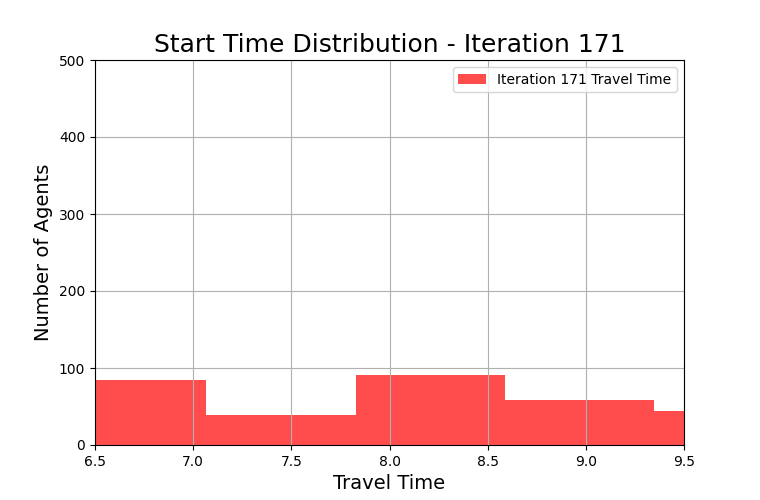 Start Time Distribution - Iteration 171
Iteration 171 Travel Time
Number of Agents
500
400
300
200
100
0
6.5 7.0 7.5 8.0 8.5 9.0 9.5
Travel Time